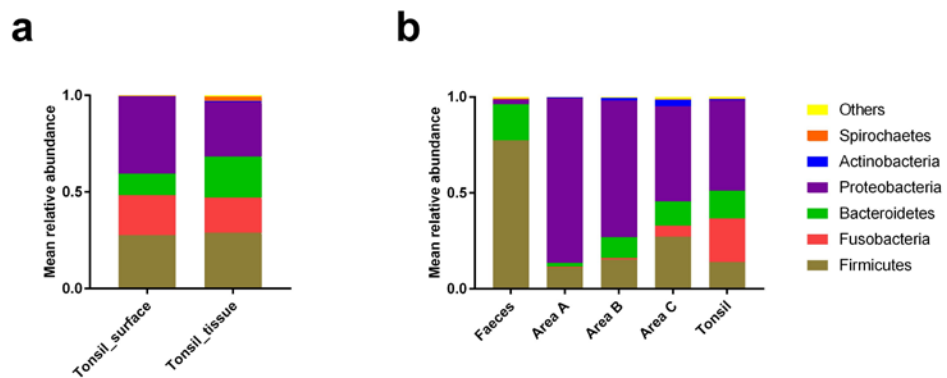 a
Mean relative abundance
1.0
0.5
0.0
Tonsil_surface
Tonsil_tissue
b
Mean relative abundance
1.0
0.5
0.0
Faeces
Area A
Area B
Area C
Tonsil
Others
Spirochaetes
Actinobacteria
Proteobacteria
Bacteroidetes
Fusobacteria
Firmicutes